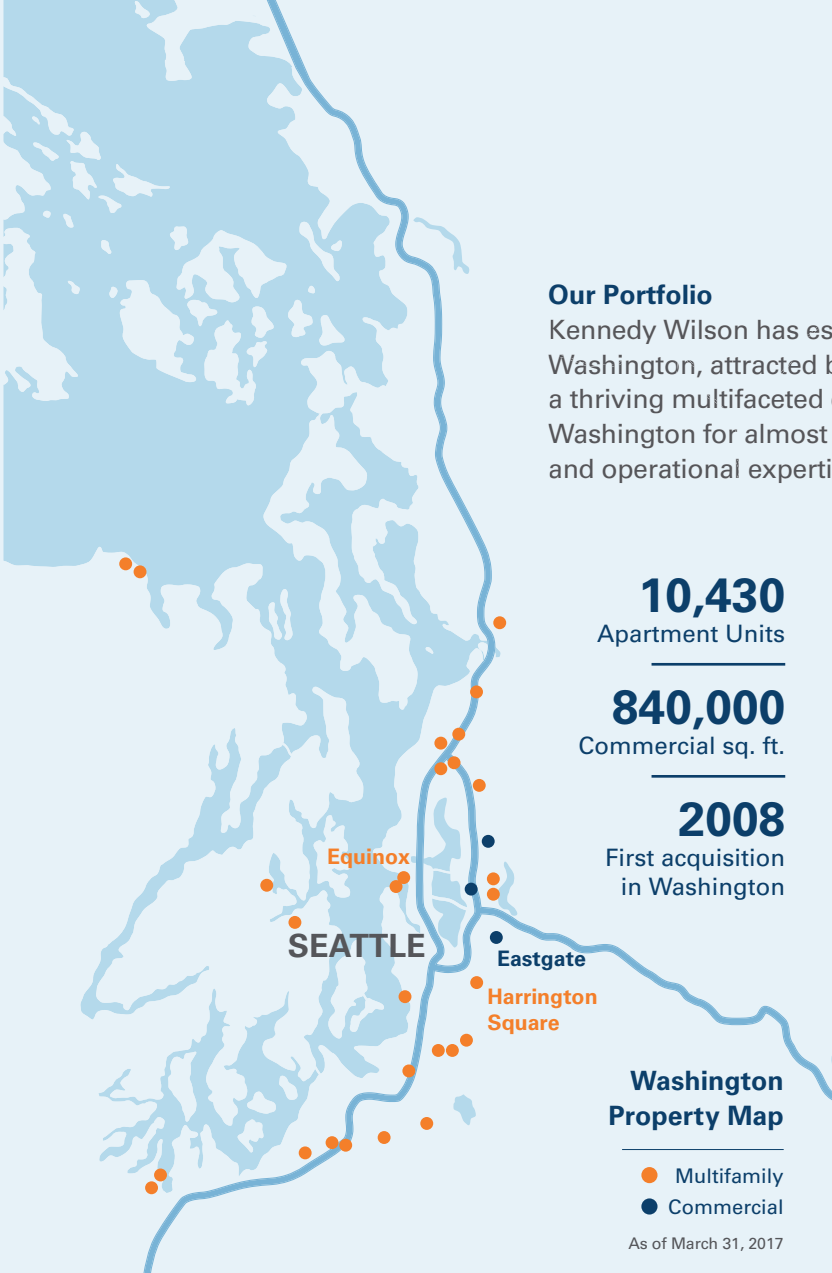 Our Portfolio
Kennedy Wilson has es
Washington, attracted b
a thriving multifaceted
Washington for almost
and operational experti
10,430
Apartment Units
840,000
Commercial sq. ft.
2008
First acquisition
in Washington
Equinox
SEATTLE
Eastgate
Harrington
Square
Washington
Property Map
Multifamily
Commercial
As of March 31, 2017